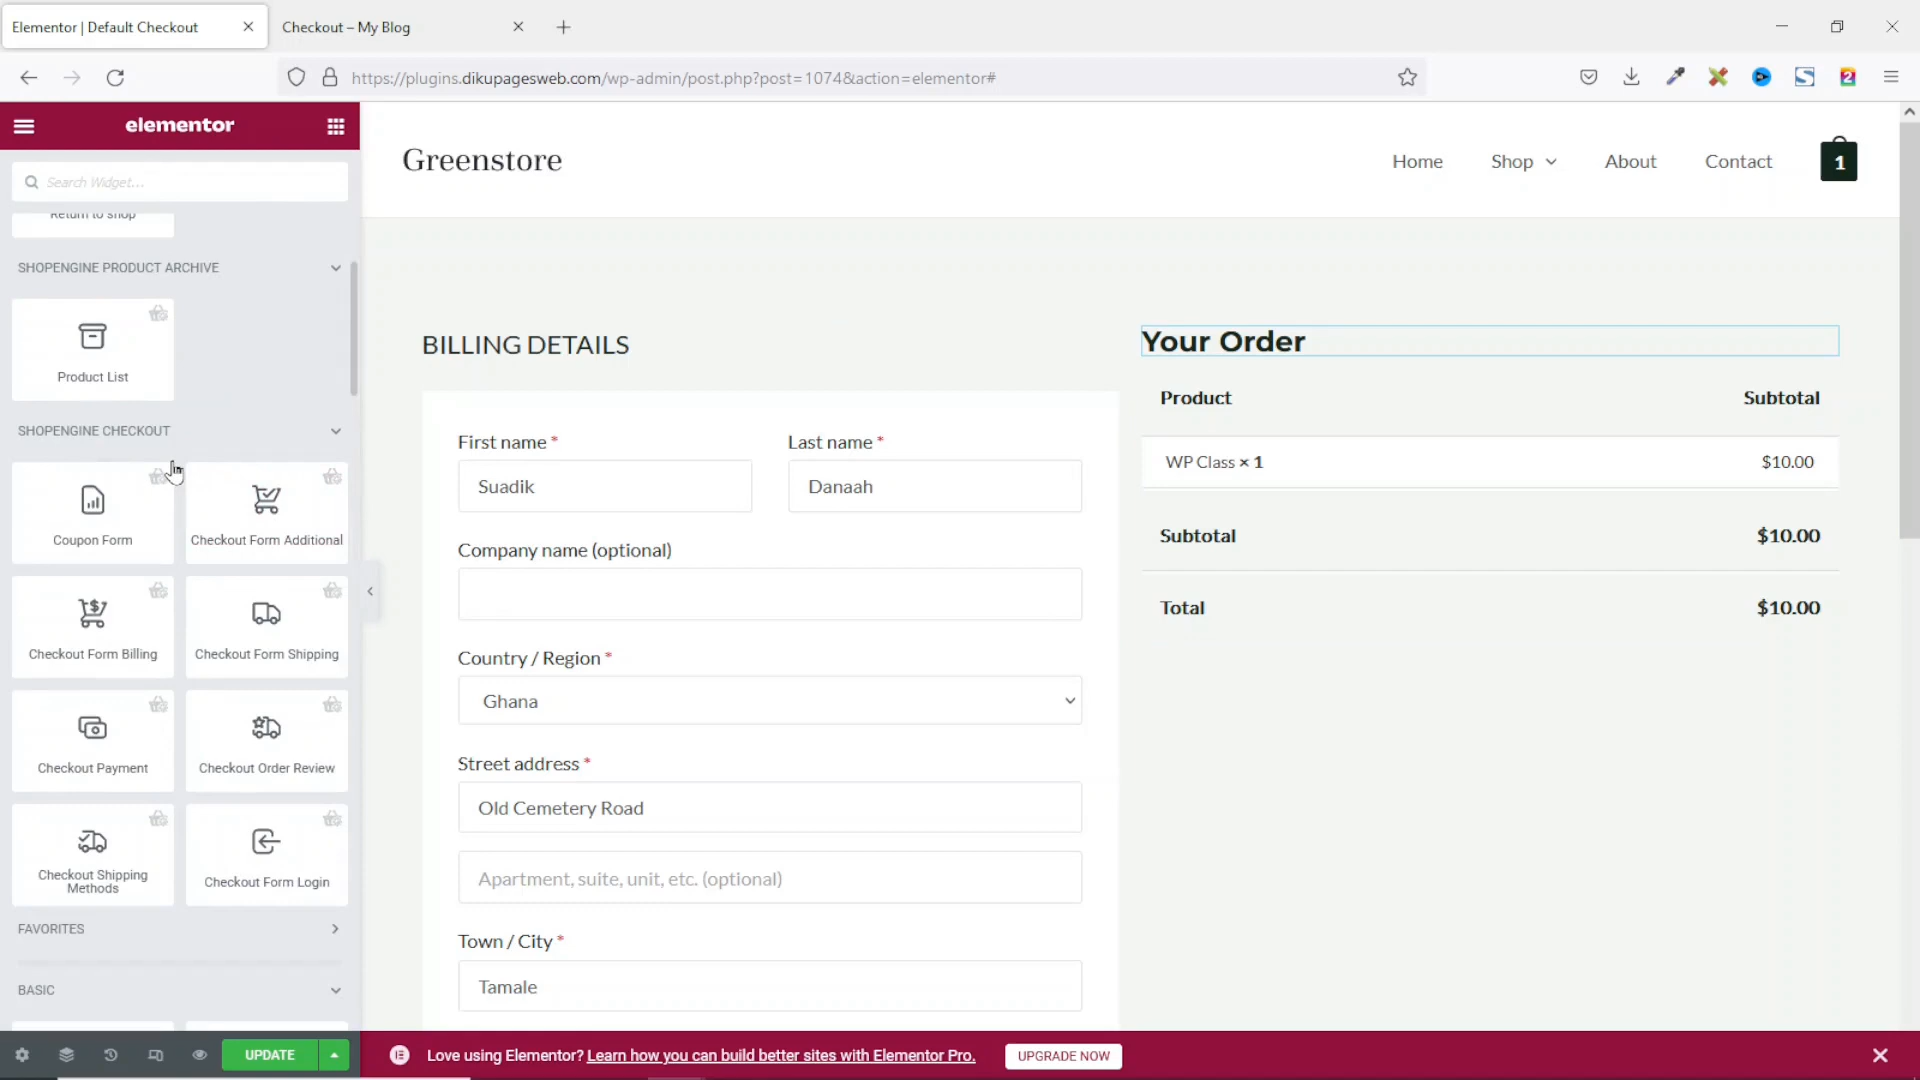 Elementor | Default Checkout
Checkout – My Blog
https://plugins.dikupagesweb.com/wp-admin/post.php?post=1074&action=elementor#
2
elementor
Search Widget...
Return to shop
SHOPENGINE PRODUCT ARCHIVE
Product List
SHOPENGINE CHECKOUT
Coupon Form
Checkout Form Additional
Checkout Form Billing
Checkout Form Shipping
Checkout Payment
Checkout Order Review
Checkout Shipping
Methods
Checkout Form Login
FAVORITES
BASIC
UPDATE
Greenstore
Home
Shop
About
Contact
1
BILLING DETAILS
First name *
Last name *
Suadik
Danaah
Company name (optional)
Country / Region *
Ghana
Street address *
Old Cemetery Road
Apartment, suite, unit, etc. (optional)
Town / City *
Tamale
Your Order
Product Subtotal
WP Class × 1 $10.00
Subtotal $10.00
Total $10.00
Love using Elementor? Learn how you can build better sites with Elementor Pro.
UPGRADE NOW